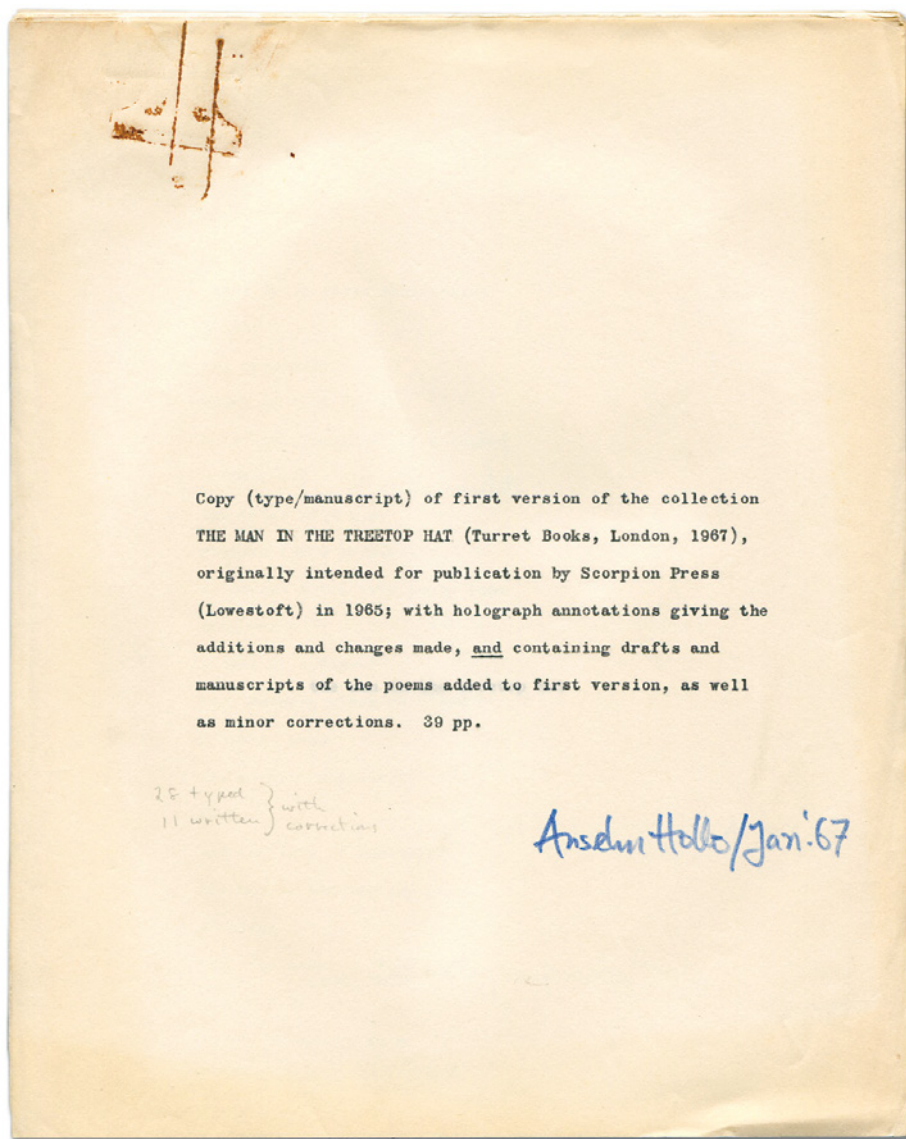 Copy (type/manuscript) of first version of the collection
THE MAN IN THE TREETOP HAT (Turret Books, London, 1967),
originally intended for publication by Scorpion Press
(Lowestoft) in 1965; with holograph annotations giving the
additions and changes made, and containing drafts and
manuscripts of the poems added to first version, as well
as minor corrections. 39 pp.
28 typed } with
11 written } corrections
Anselm Hollo/Jan'.67